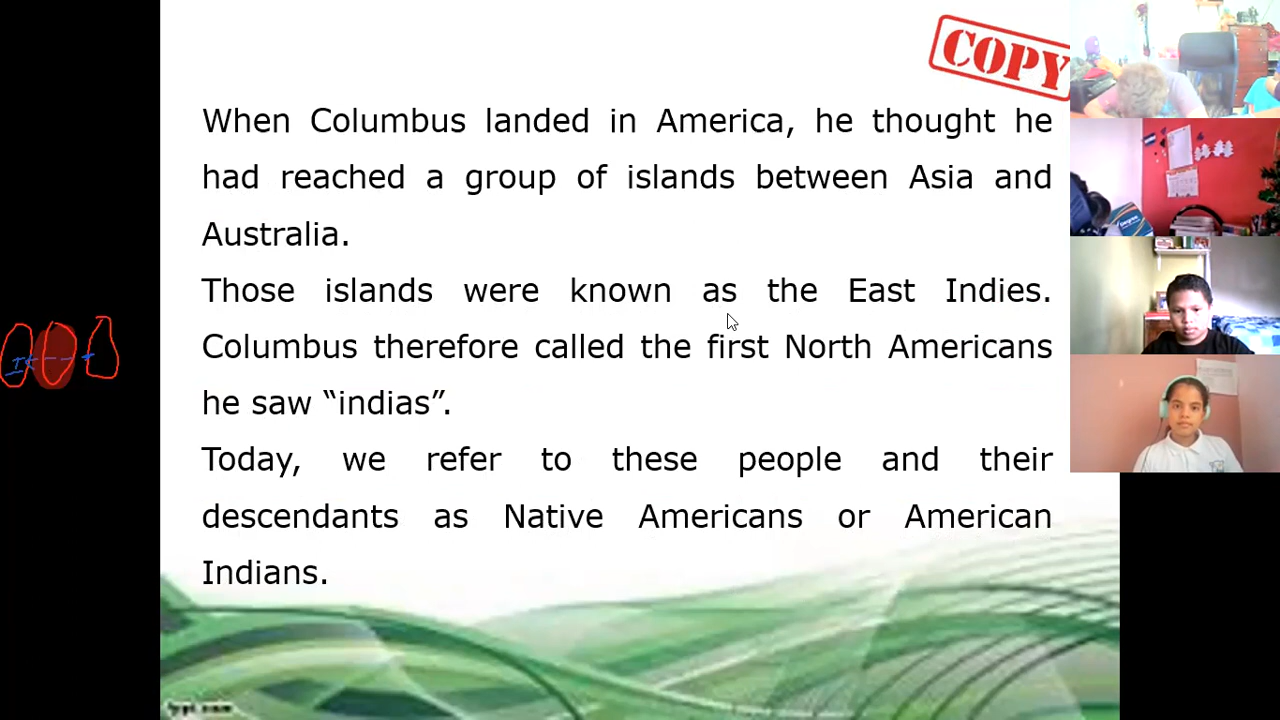 COPY
When Columbus landed in America, he thought he
had reached a group of islands between Asia and
Australia.
Those islands were known as the East Indies.
Columbus therefore called the first North Americans
he saw “indias”.
Today, we refer to these people and their
descendants as Native Americans or American
Indians.